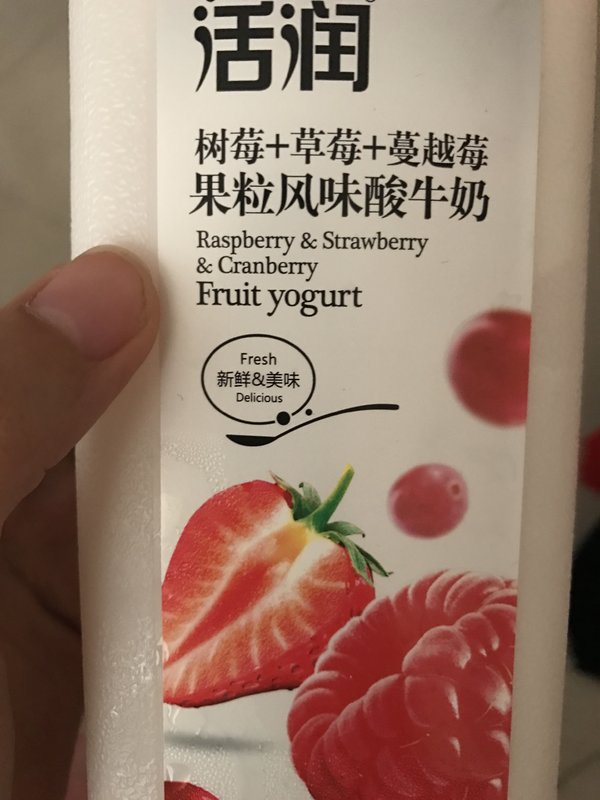 活润
树莓+草莓+蔓越莓
果粒风味酸牛奶
Raspberry & Strawberry
& Cranberry
Fruit yogurt
Fresh
新鲜&美味
Delicious